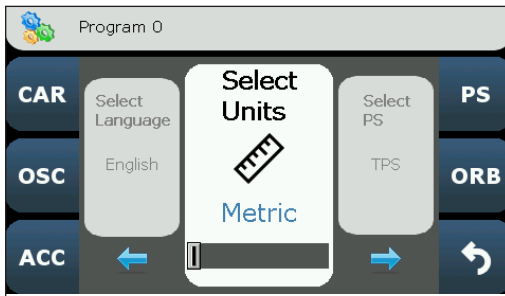 Program 0
CAR
OSC
ACC
Select
Language
English
Select
Units
Metric
Select
PS
TPS
PS
ORB